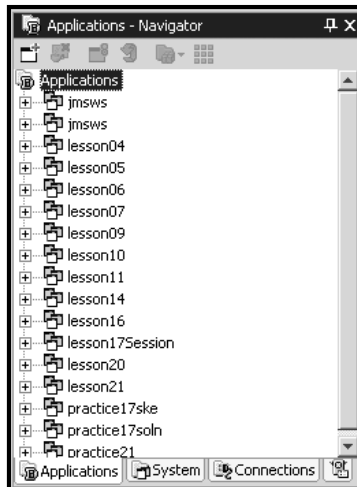 Applications - Navigator
Applications
jmsws
jmsws
lesson04
lesson05
lesson06
lesson07
lesson09
lesson10
lesson11
lesson14
lesson16
lesson17Session
lesson20
lesson21
practice17ske
practice17soln
practice21
Applications System Connections